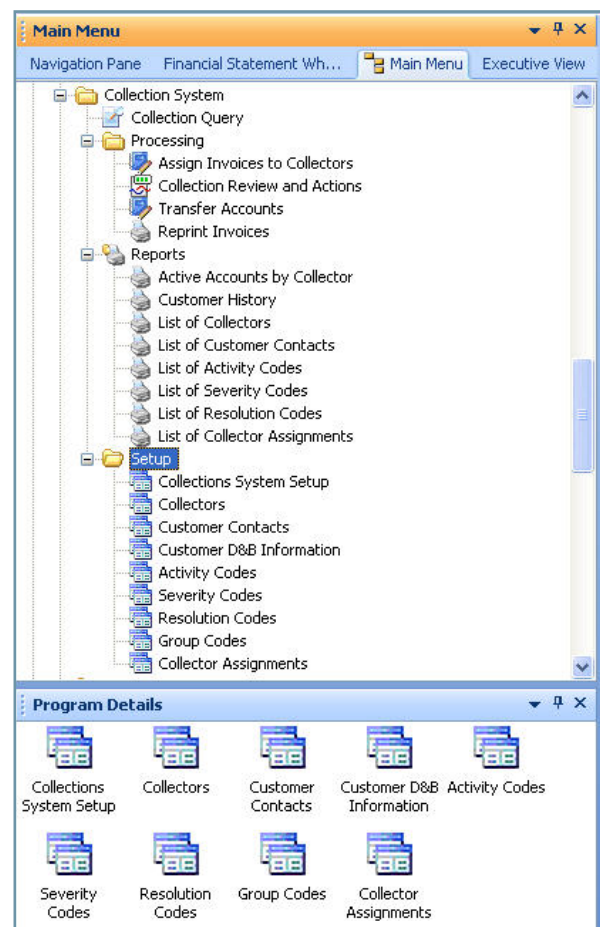 Main Menu
Navigation Pane Financial Statement Wh... Main Menu Executive View
Collection System
Collection Query
Processing
Assign Invoices to Collectors
Collection Review and Actions
Transfer Accounts
Reprint Invoices
Reports
Active Accounts by Collector
Customer History
List of Collectors
List of Customer Contacts
List of Activity Codes
List of Severity Codes
List of Resolution Codes
List of Collector Assignments
Setup
Collections System Setup
Collectors
Customer Contacts
Customer D&B Information
Activity Codes
Severity Codes
Resolution Codes
Group Codes
Collector Assignments
Program Details
Collections
System Setup
Collectors
Customer
Contacts
Customer D&B
Information
Activity Codes
Severity
Codes
Resolution
Codes
Group Codes
Collector
Assignments